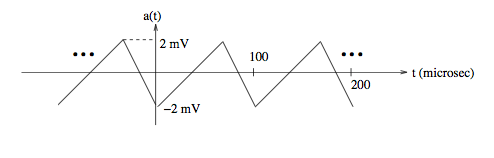 a(t)
2 mV
•••
100
•••
t (microsec)
200
−2 mV